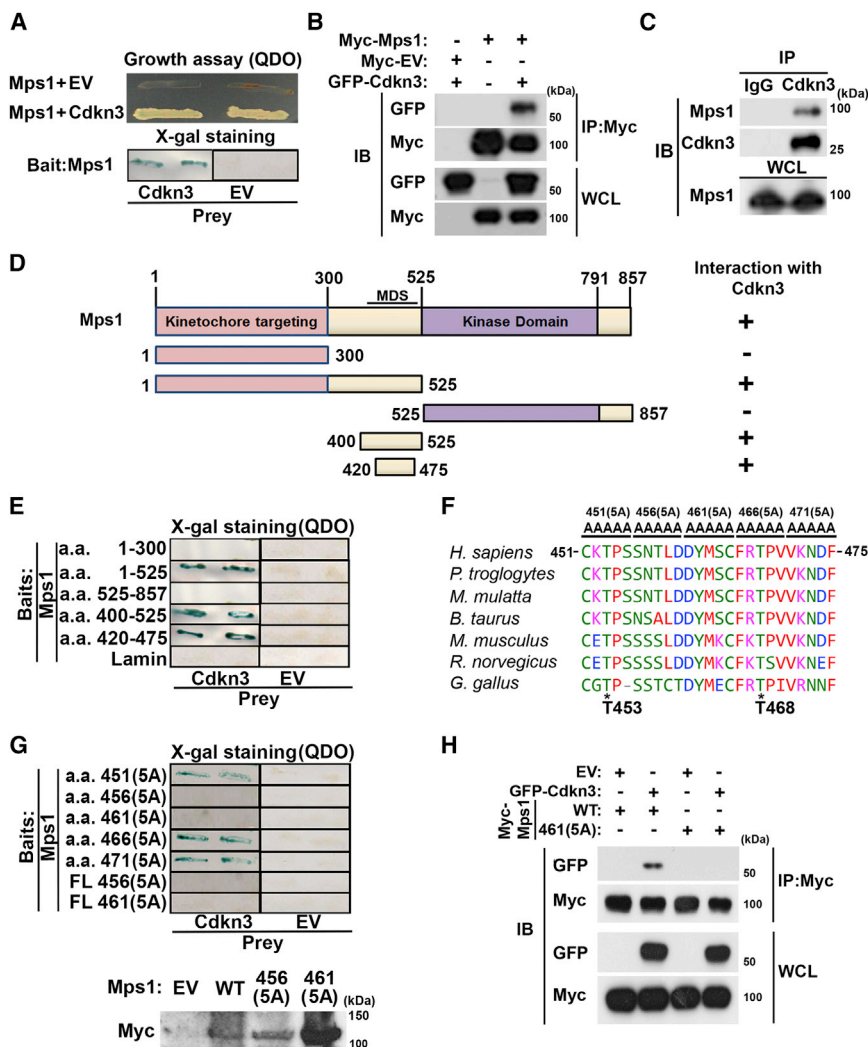 A
Growth assay (QDO)
Mps1+EV
Mps1+Cdkn3
X-gal staining
Bait:Mps1
Cdkn3 EV
Prey
B
Myc-Mps1: - + +
Myc-EV: + - -
GFP-Cdkn3: + - +
(kDa)
GFP 50
Myc 100
IP:Myc
IB
GFP 50
Myc 100
WCL
C
IP
IgG Cdkn3 (kDa)
Mps1 100
Cdkn3 25
IB
WCL
Mps1 100
D
1 300 525 791 857
MDS
Interaction with
Cdkn3
Mps1 Kinetochore targeting Kinase Domain +
1 300 -
1 525 +
525 857 -
400 525 +
420 475 +
E
X-gal staining(QDO)
Baits:
Mps1
a.a. 1-300
a.a. 1-525
a.a. 525-857
a.a. 400-525
a.a. 420-475
Lamin
Cdkn3 EV
Prey
F
451(5A) 456(5A) 461(5A) 466(5A) 471(5A)
AAAAA AAAAA AAAAA AAAAA AAAAA
H. sapiens 451-CKTPSSNTLDDYMSCFRTPVVKNDF-475
P. troglogytes CKTPSSNTLDDYMSCFRTPVVKNDF
M. mulatta CKTPSSNTLDDYMSCFRTPVVKNDF
B. taurus CKTPSNSALDDYMSCFRTPVVKNDF
M. musculus CETPSSSSLDDYMKCFKTPVVKNDF
R. norvegicus CETPSSSSLDDYMKCFKTSVVKNEF
G. gallus CGTP-SSTCTDYMECFRTPIVRNNF
* *
T453 T468
G
X-gal staining(QDO)
Baits:
Mps1
a.a. 451(5A)
a.a. 456(5A)
a.a. 461(5A)
a.a. 466(5A)
a.a. 471(5A)
FL 456(5A)
FL 461(5A)
Cdkn3 EV
Prey
Mps1: EV WT 456 (5A) 461 (5A) (kDa)
150
Myc
100
H
EV: + - + -
GFP-Cdkn3: - + - +
Myc-Mps1
WT: + + - -
461(5A): - - + +
(kDa)
GFP 50
Myc 100
IP:Myc
IB
GFP 50
Myc 100
WCL